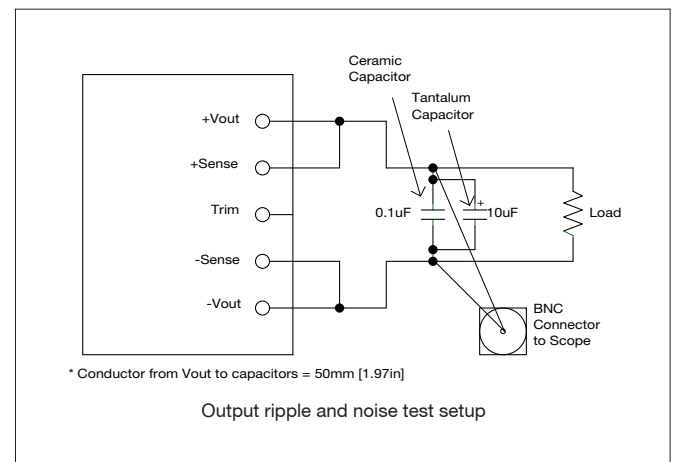 Ceramic
Capacitor
Tantalum
Capacitor
+Vout
+Sense
Trim
-Sense
-Vout
0.1uF
+
10uF
Load
BNC
Connector
to Scope
* Conductor from Vout to capacitors = 50mm [1.97in]
Output ripple and noise test setup